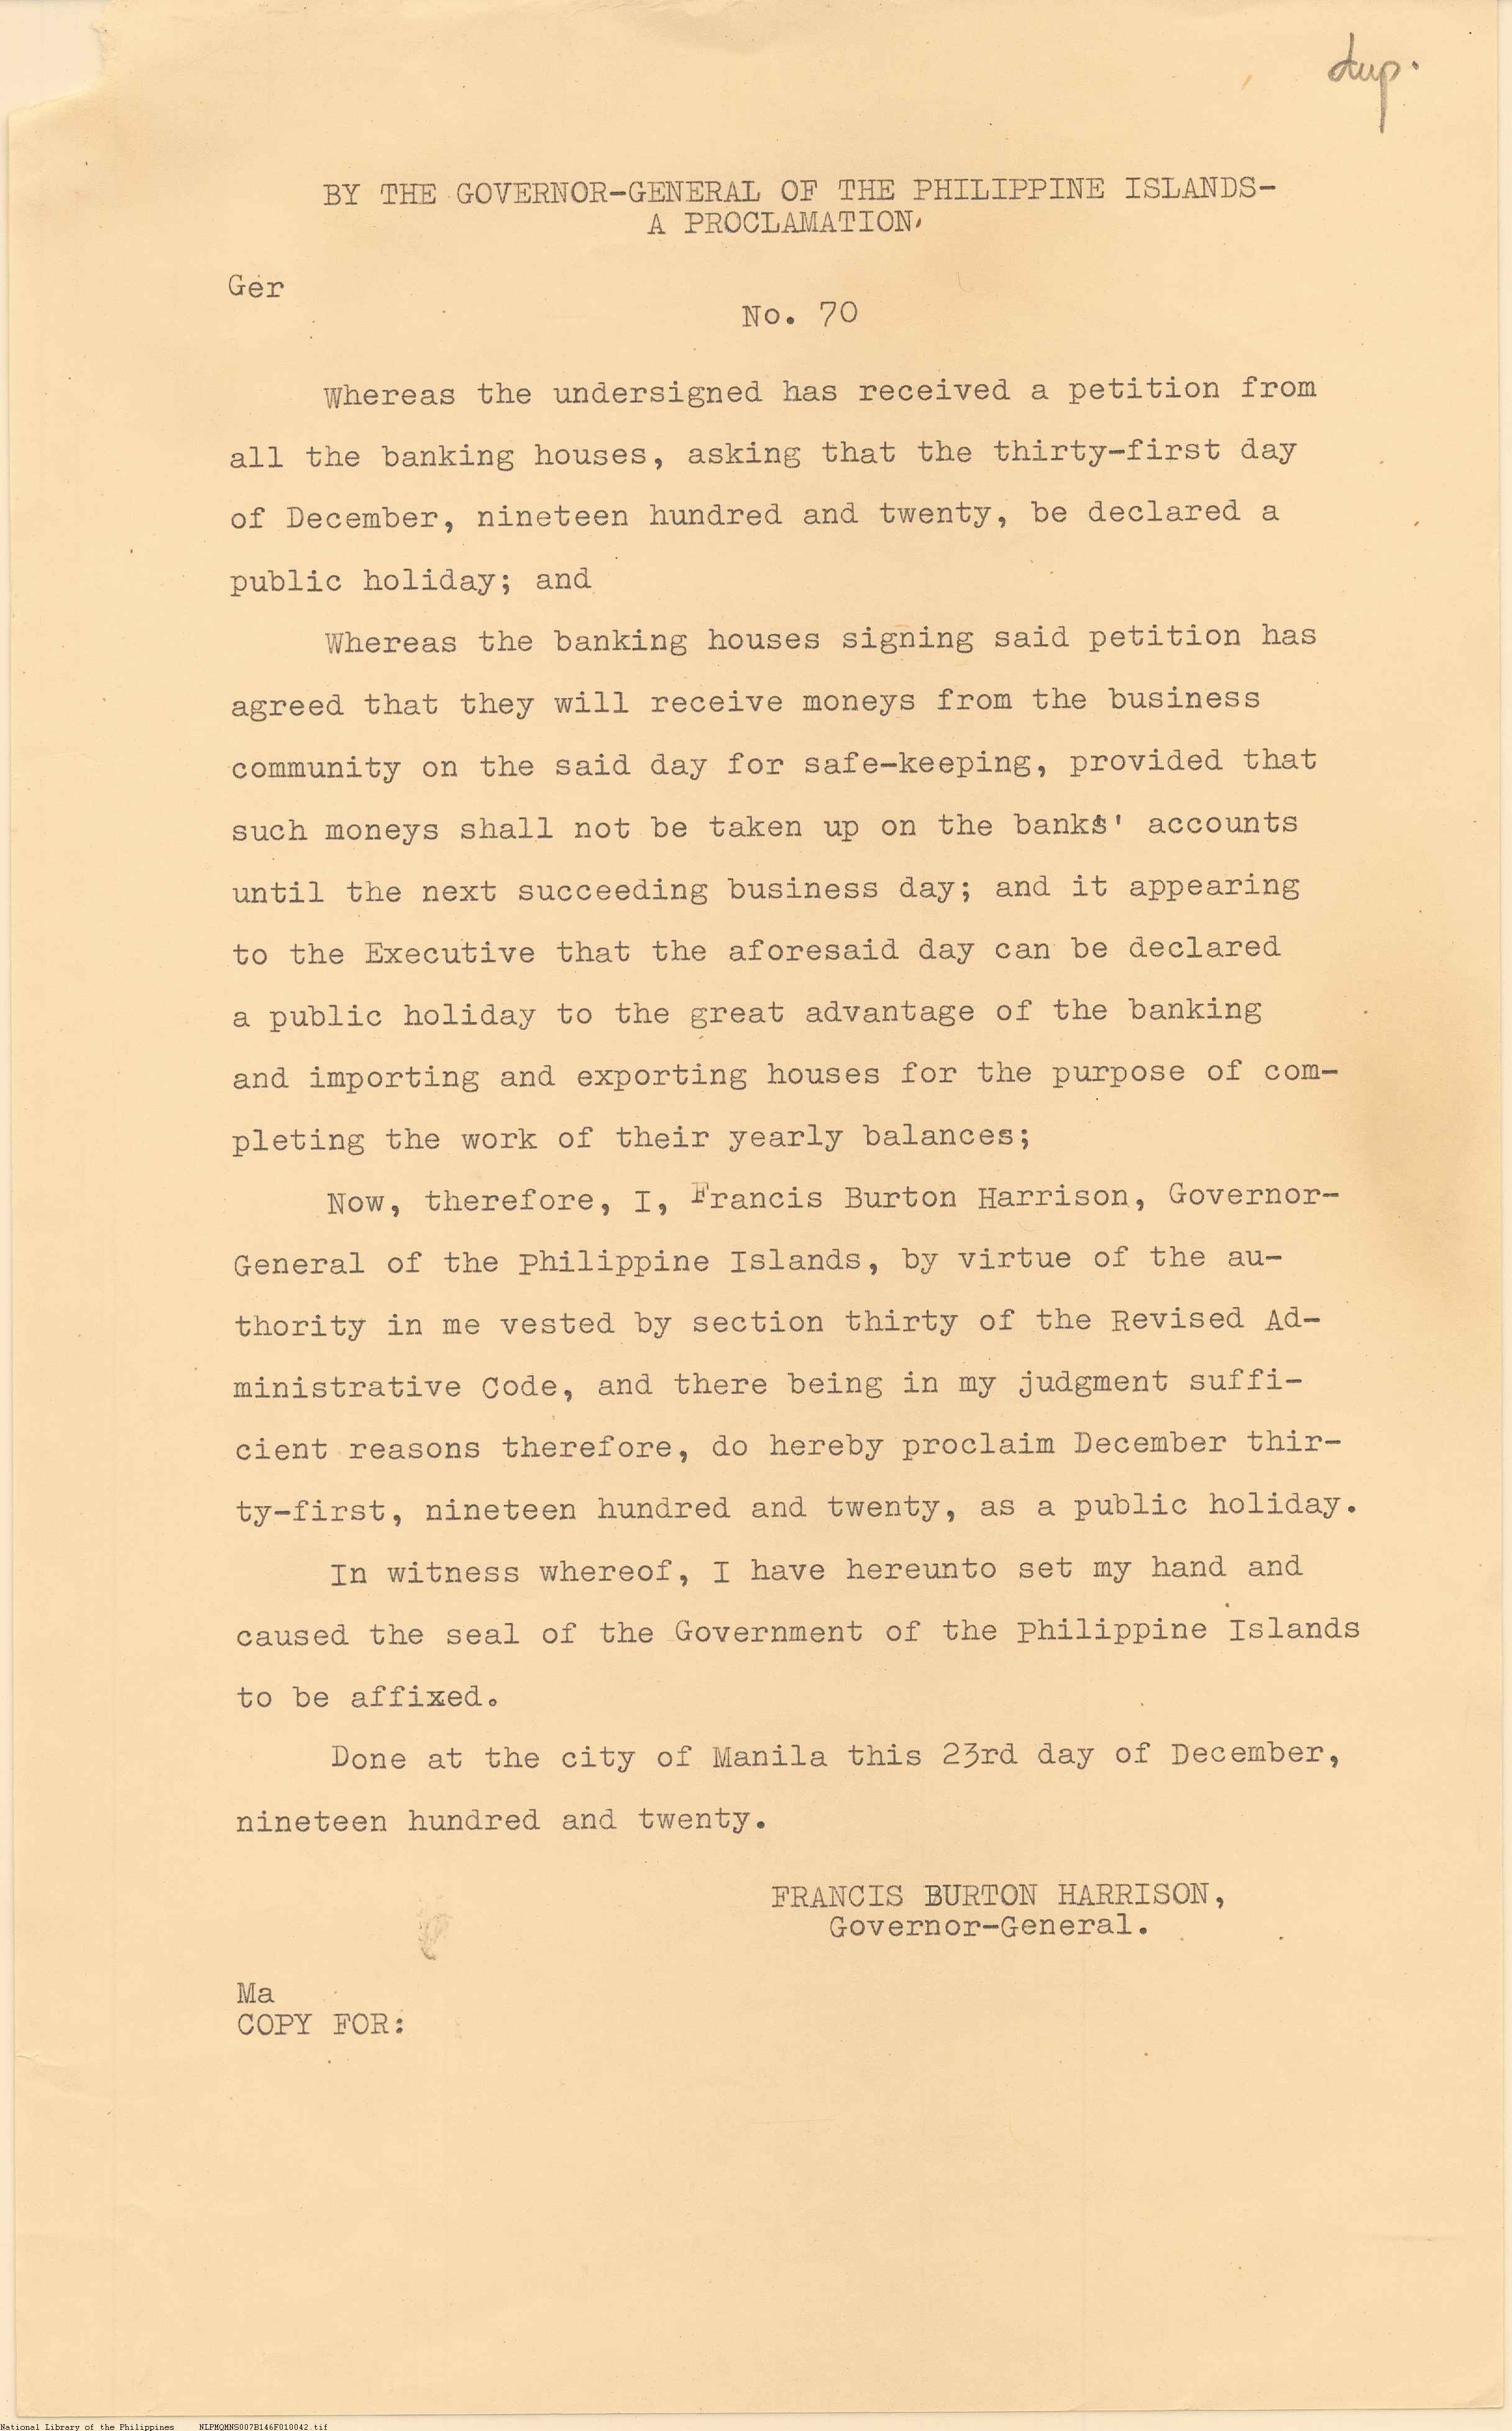 dup.
BY THE GOVERNOR-GENERAL OF THE PHILIPPINE ISLANDS-
A PROCLAMATION,
Ger
No. 70
Whereas the undersigned has received a petition from
all the banking houses, asking that the thirty-first day
of December, nineteen hundred and twenty, be declared a
public holiday; and
Whereas the banking houses signing said petition has
agreed that they will receive moneys from the business
community on the said day for safe-keeping, provided that
such moneys shall not be taken up on the banks' accounts
until the next succeeding business day; and it appearing
to the Executive that the aforesaid day can be declared
a public holiday to the great advantage of the banking
and importing and exporting houses for the purpose of com-
pleting the work of their yearly balances;
Now, therefore, I, Francis Burton Harrison, Governor-
General of the Philippine Islands, by virtue of the au-
thority in me vested by section thirty of the Revised Ad-
ministrative Code, and there being in my judgment suffi-
cient reasons therefore, do hereby proclaim December thir-
ty-first, nineteen hundred and twenty, as a public holiday.
In witness whereof, I have hereunto set my hand and
caused the seal of the Government of the Philippine Islands
to be affixed.
Done at the city of Manila this 23rd day of December,
nineteen hundred and twenty.
FRANCIS BURTON HARRISON,
Governor-General.
Ma
COPY FOR:
National Library of the Philippines NLPMQMNS007B146F010042.tif